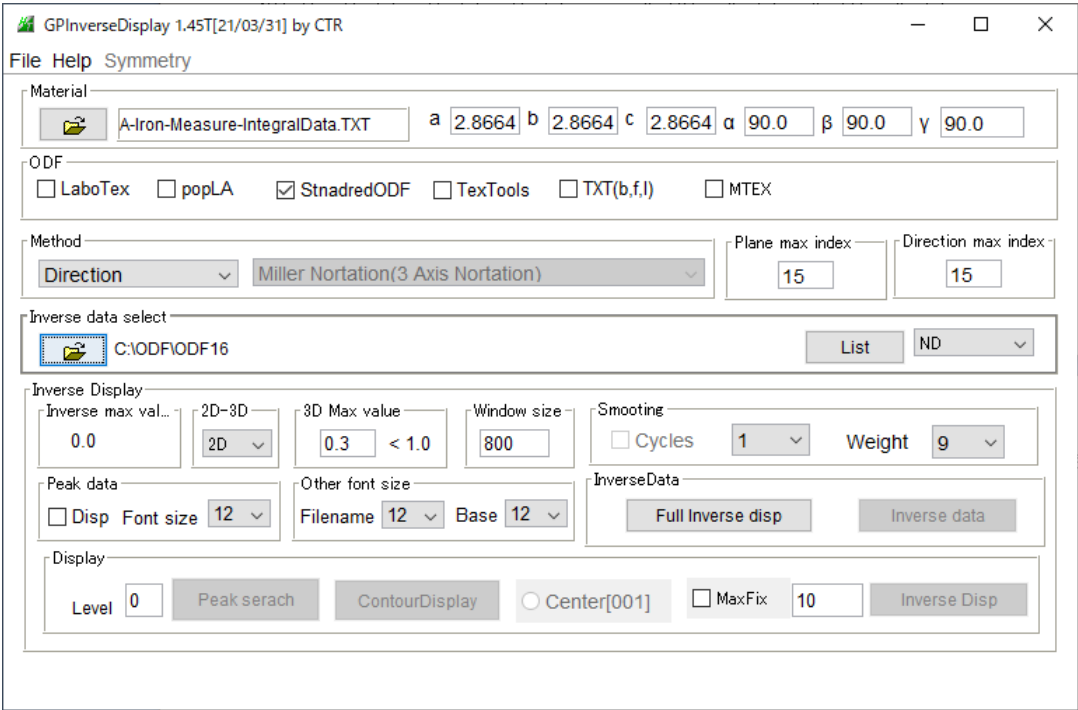 GPInverseDisplay 1.45T[21/03/31] by CTR
File Help Symmetry
Material
A-Iron-Measure-IntegralData.TXT a 2.8664 b 2.8664 c 2.8664 α 90.0 β 90.0 γ 90.0
ODF
LaboTex popLA StnadredODF TexTools TXT(b,f,l) MTEX
Method Plane max index Direction max index
Direction Miller Nortation(3 Axis Nortation) 15 15
Inverse data select
C:\ODF\ODF16 List ND
Inverse Display
Inverse max val... 2D-3D 3D Max value Window size Smooting
0.0 2D 0.3 < 1.0 800 Cycles 1 Weight 9
Peak data Other font size InverseData
Disp Font size 12 Filename 12 Base 12 Full Inverse disp Inverse data
Display
Level 0 Peak serach ContourDisplay Center[001] MaxFix 10 Inverse Disp